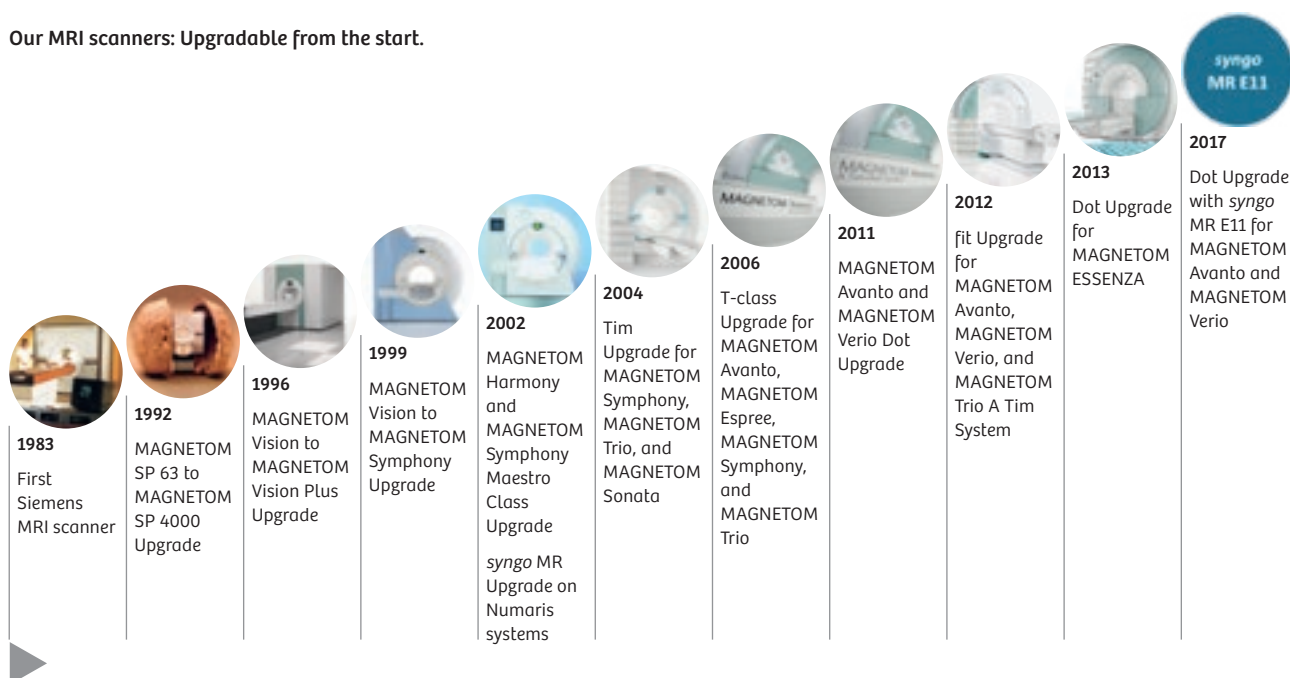 Our MRI scanners: Upgradable from the start.
1983
First
Siemens
MRI scanner
1992
MAGNETOM
SP 63 to
MAGNETOM
SP 4000
Upgrade
1996
MAGNETOM
Vision to
MAGNETOM
Vision Plus
Upgrade
1999
MAGNETOM
Vision to
MAGNETOM
Symphony
Upgrade
2002
MAGNETOM
Harmony
and
MAGNETOM
Symphony
Maestro
Class
Upgrade
syngo MR
Upgrade on
Numaris
systems
2004
Tim
Upgrade for
MAGNETOM
Symphony,
MAGNETOM
Trio, and
MAGNETOM
Sonata
MAGNETOM
2006
T-class
Upgrade for
MAGNETOM
Avanto,
MAGNETOM
Espree,
MAGNETOM
Symphony,
and
MAGNETOM
Trio
MAGNETOM
2011
MAGNETOM
Avanto and
MAGNETOM
Verio Dot
Upgrade
2012
fit Upgrade
for
MAGNETOM
Avanto,
MAGNETOM
Verio, and
MAGNETOM
Trio A Tim
System
2013
Dot Upgrade
for
MAGNETOM
ESSENZA
syngo
MR E11
2017
Dot Upgrade
with syngo
MR E11 for
MAGNETOM
Avanto and
MAGNETOM
Verio